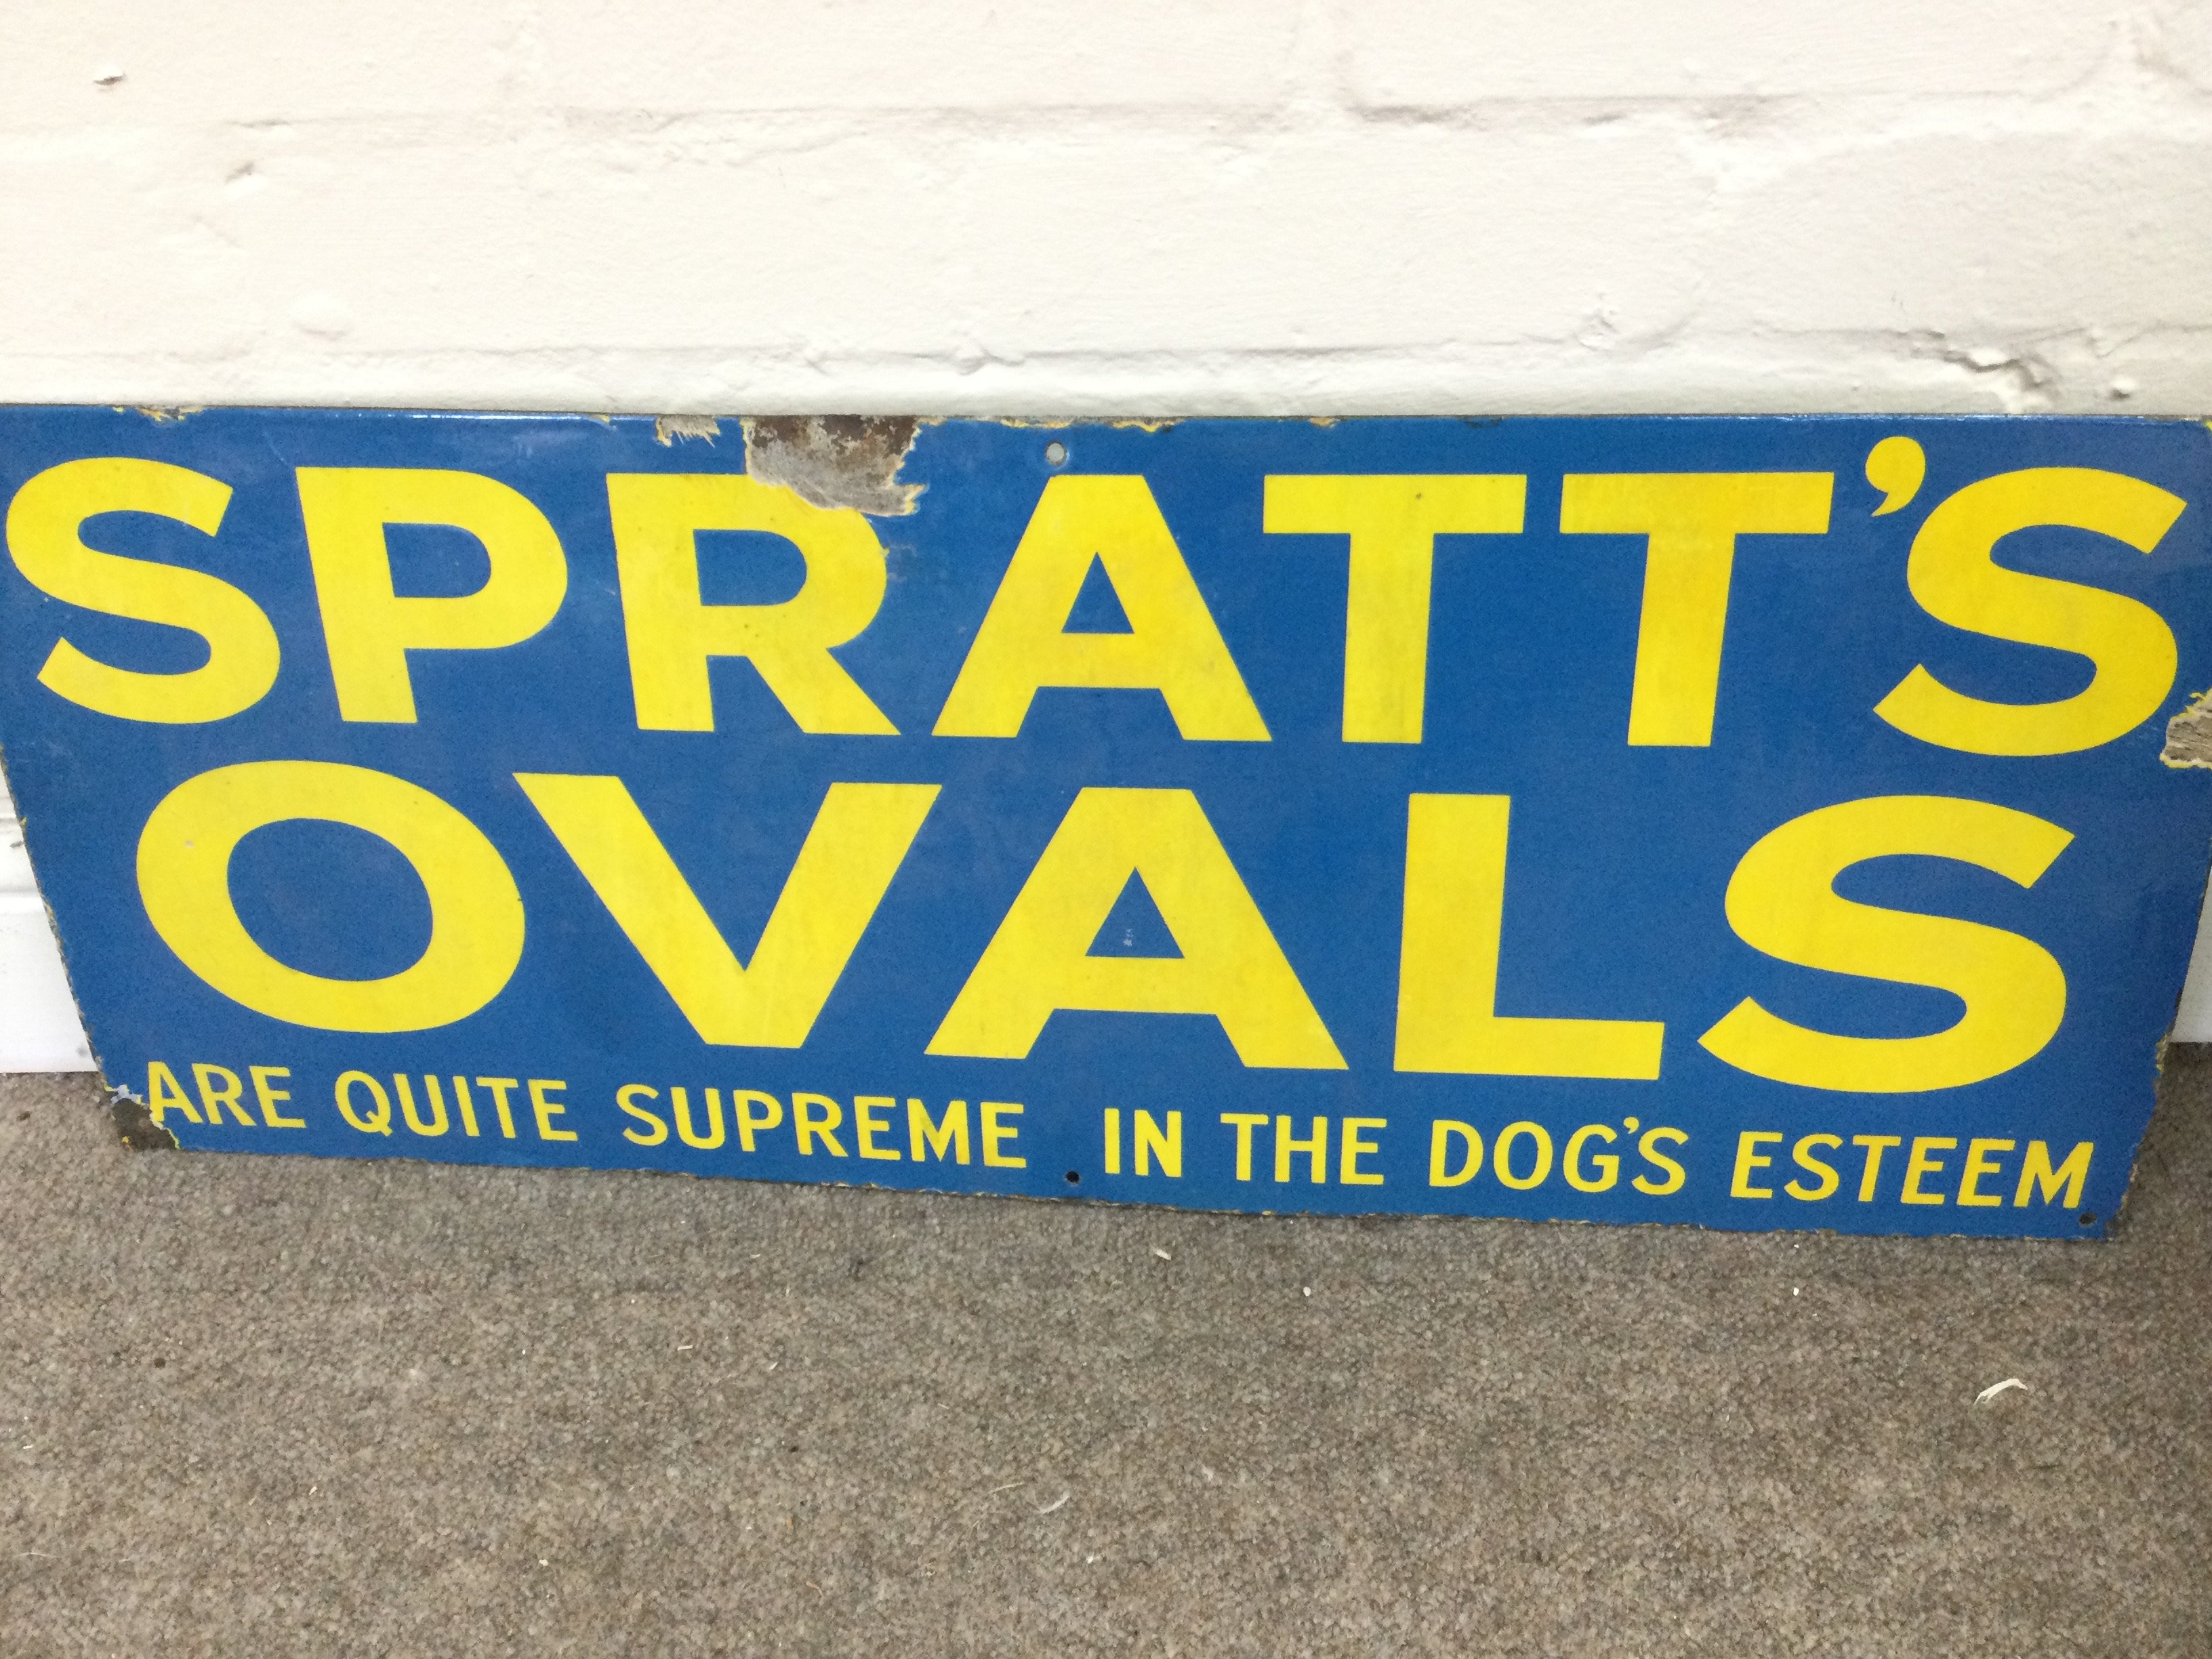 SPRATT'S
OVALS
ARE QUITE SUPREME IN THE DOG'S ESTEEM